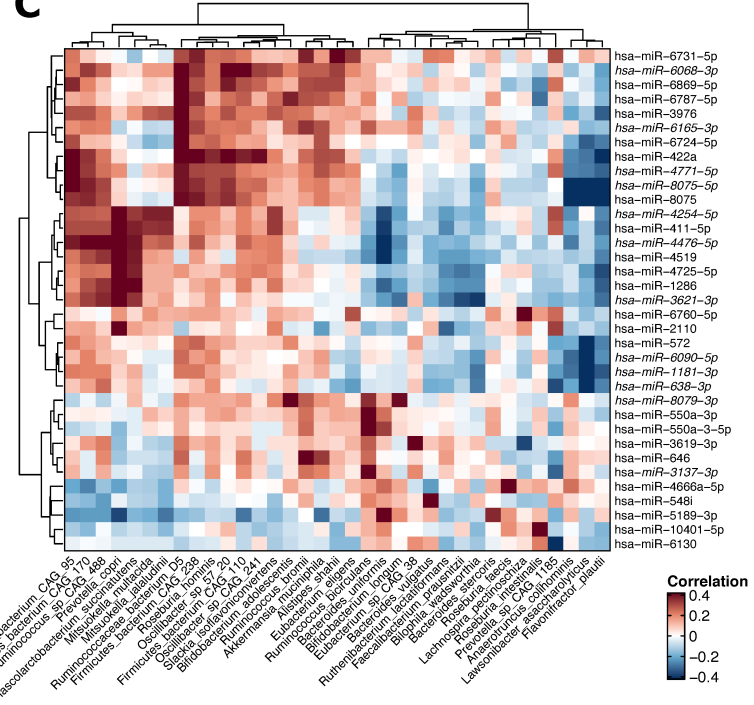 C
hsa−miR−6731−5p
hsa−miR−6068−3p
hsa−miR−6869−5p
hsa−miR−6787−5p
hsa−miR−3976
hsa−miR−6165−3p
hsa−miR−6724−5p
hsa−miR−422a
hsa−miR−4771−5p
hsa−miR−8075−5p
hsa−miR−8075
hsa−miR−4254−5p
hsa−miR−411−5p
hsa−miR−4476−5p
hsa−miR−4519
hsa−miR−4725−5p
hsa−miR−1286
hsa−miR−3621−3p
hsa−miR−6760−5p
hsa−miR−2110
hsa−miR−572
hsa−miR−6090−5p
hsa−miR−1181−3p
hsa−miR−638−3p
hsa−miR−8079−3p
hsa−miR−550a−3p
hsa−miR−550a−3−5p
hsa−miR−3619−3p
hsa−miR−646
hsa−miR−3137−3p
hsa−miR−4666a−5p
hsa−miR−548i
hsa−miR−5189−3p
hsa−miR−10401−5p
hsa−miR−6130
bacterium_CAG_95
s_bacterium_CAG_170
uminococcus_sp_CAG_488
Prevotella_copri
hascolarctobacterium_succinatutens
Mitsuokella_multacida
Mitsuokella_jalaludinii
Ruminococcaceae_bacterium_D5
Firmicutes_bacterium_CAG_238
Roseburia_hominis
Oscillibacter_sp_57_20
Firmicutes_bacterium_CAG_110
Oscillibacter_sp_CAG_241
Slackia_isoflavoniconvertens
Bifidobacterium_adolescentis
Ruminococcus_bromii
Akkermansia_muciniphila
Alistipes_shahii
Eubacterium_eligens
Ruminococcus_bicirculans
Bacteroides_uniformis
Bifidobacterium_longum
Eubacterium_sp_CAG_38
Bacteroides_vulgatus
Ruthenibacterium_lactatiformans
Faecalibacterium_prausnitzii
Bilophila_wadsworthia
Bacteroides_stercoris
Roseburia_faecis
Lachnospira_pectinoschiza
Roseburia_intestinalis
Prevotella_sp_CAG_1185
Anaerotruncus_colihominis
Lawsonibacter_asaccharolyticus
Flavonifractor_plautii
Correlation
0.4
0.2
0
−0.2
−0.4